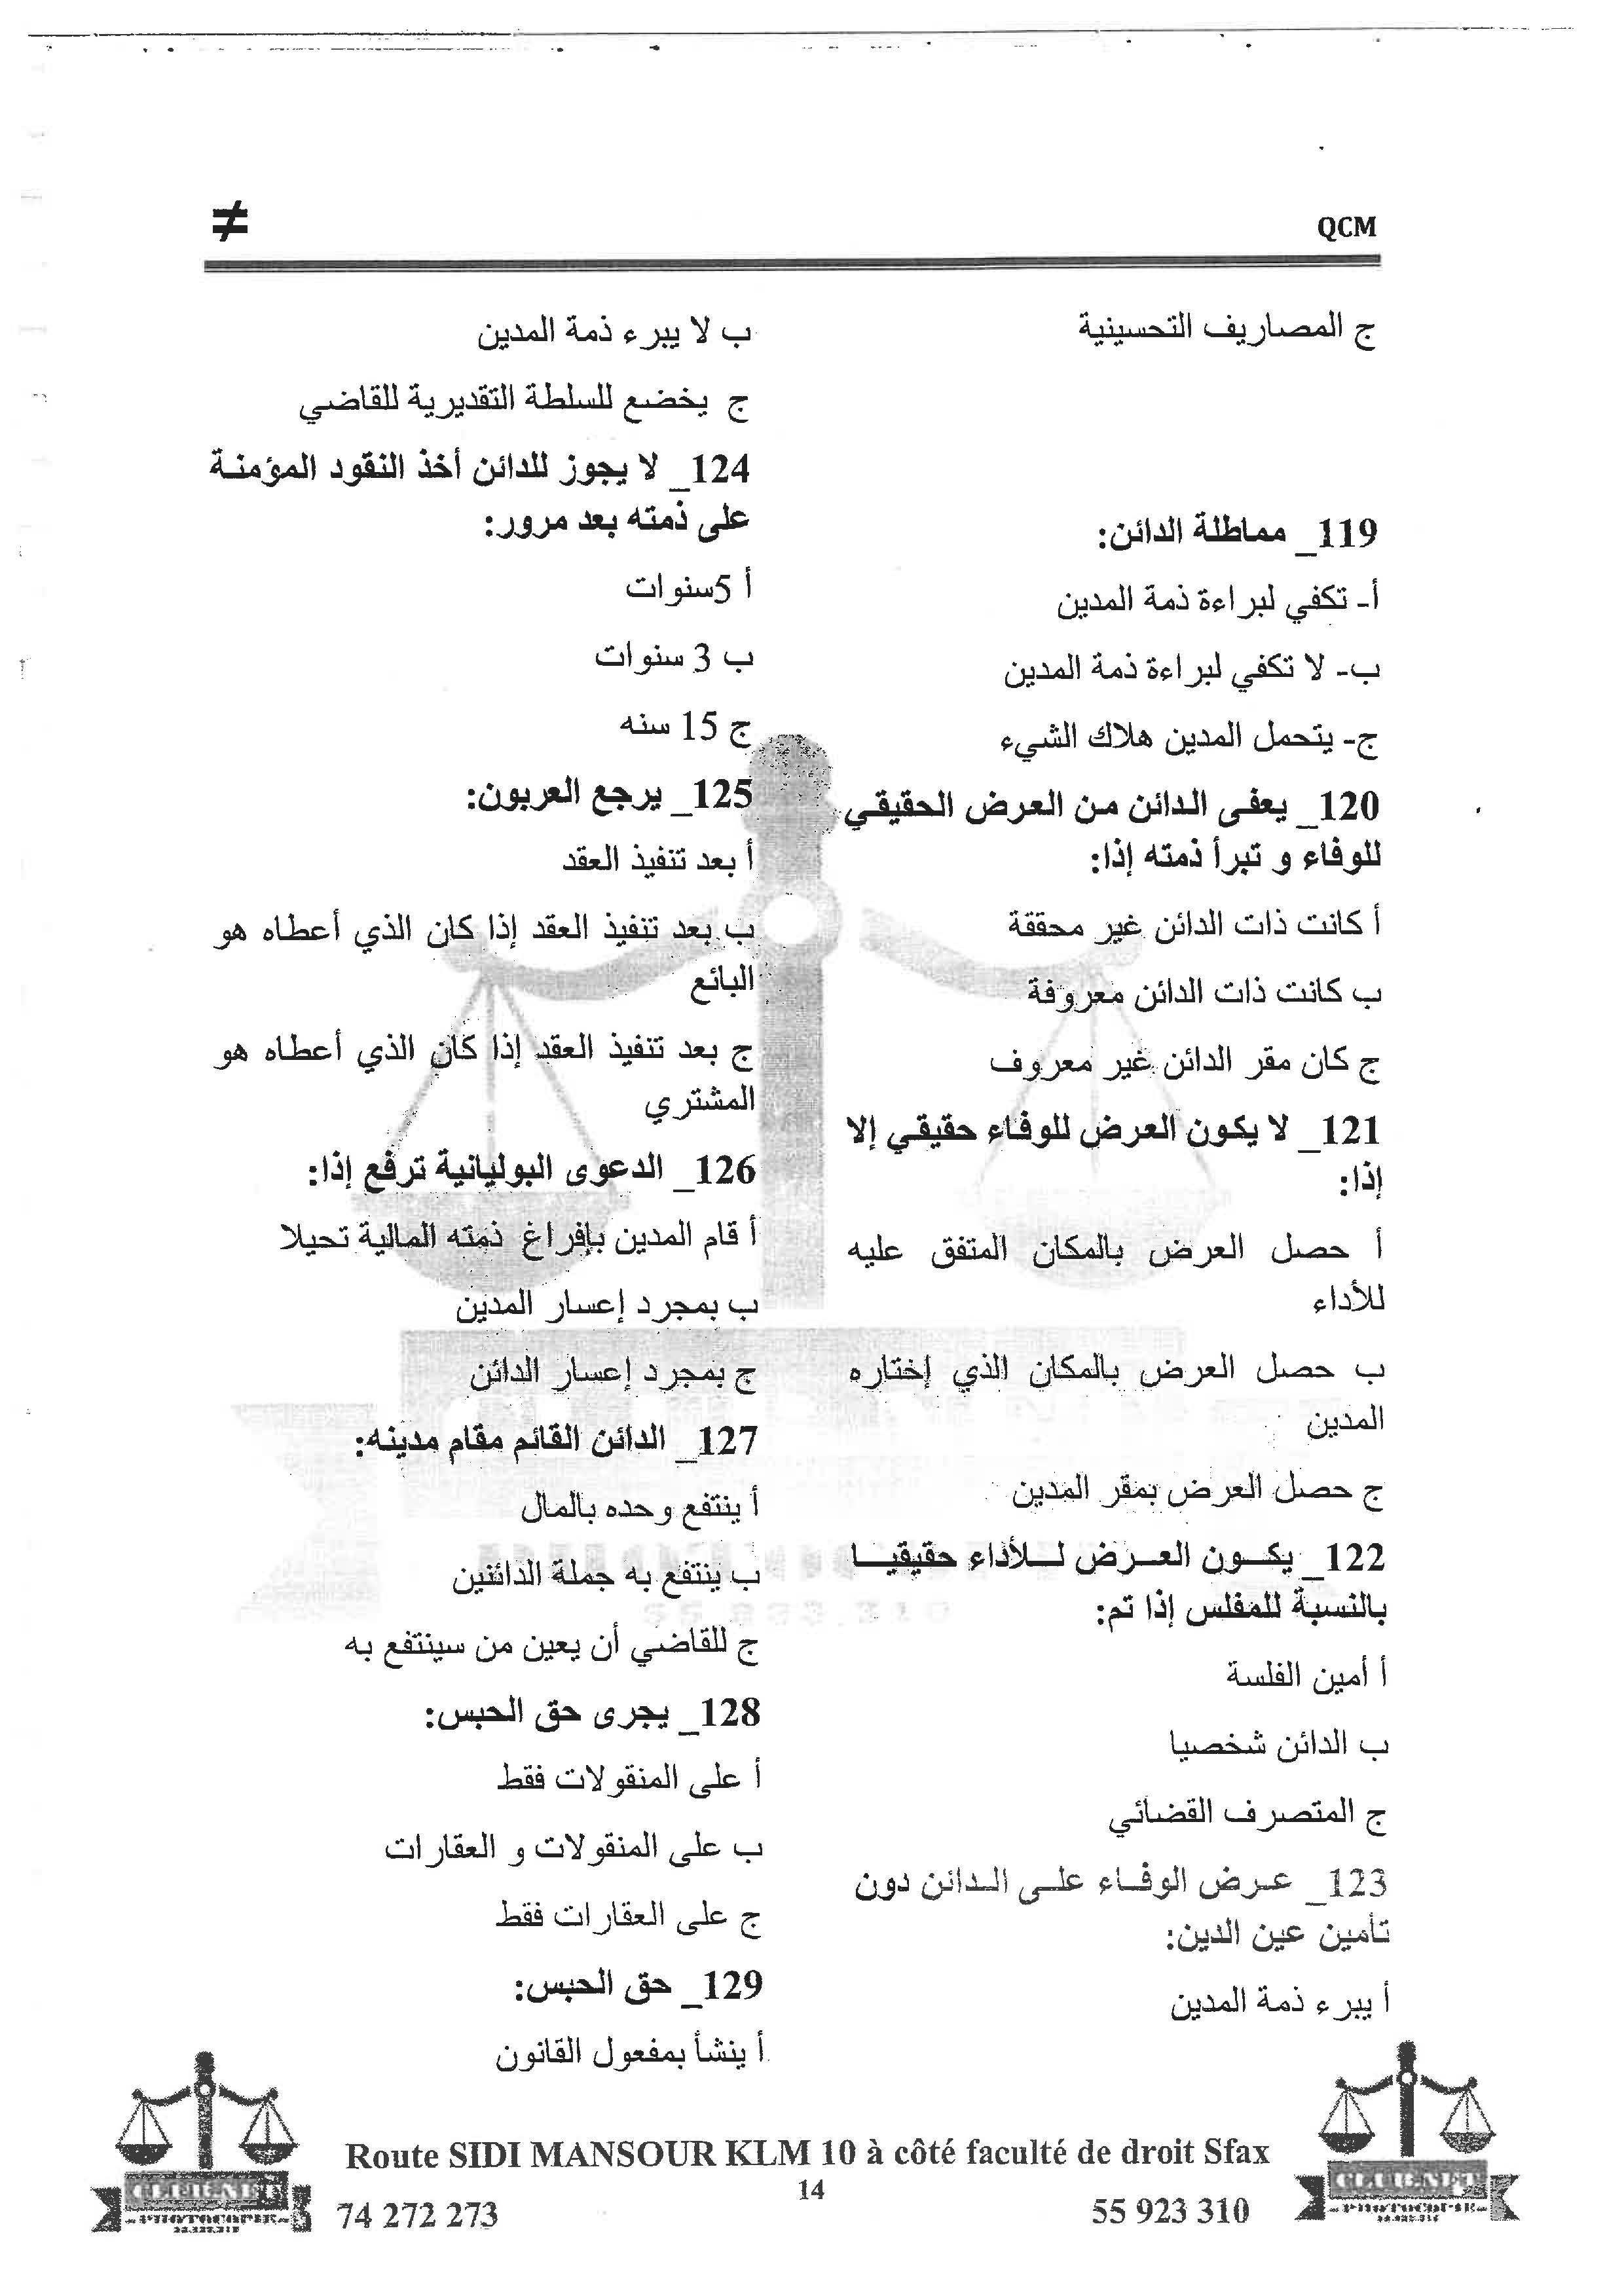 QCM
≠
ج المصاريف التحسينية
119_ مماطلة الدائن:
أ- تكفي لبراءة ذمة المدين
ب- لا تكفي لبراءة ذمة المدين
ج- يتحمل المدين هلاك الشيء
120_ يعفى الدائن من العرض الحقيقي
للوفاء و تبرأ ذمته إذا:
أ كانت ذات الدائن غير محققة
ب كانت ذات الدائن معروفة
ج كان مقر الدائن غير معروف
121_ لا يكون العرض للوفاء حقيقي إلا
إذا:
أ حصل العرض بالمكان المتفق عليه
للأداء
ب حصل العرض بالمكان الذي إختاره
المدين
ج حصل العرض بمقر المدين
122_ يكون العرض للأداء حقيقيا
بالنسبة للمفلس إذا تم:
أ أمين الفلسة
ب الدائن شخصيا
ج المتصرف القضائي
123_ عرض الوفاء على الدائن دون
تأمين عين الدين:
أ يبرء ذمة المدين
ب لا يبرء ذمة المدين
ج يخضع للسلطة التقديرية للقاضي
124_ لا يجوز للدائن أخذ النقود المؤمنة
على ذمته بعد مرور:
أ 5سنوات
ب 3 سنوات
ج 15 سنه
125_ يرجع العربون:
أ بعد تنفيذ العقد
ب بعد تنفيذ العقد إذا كان الذي أعطاه هو
البائع
ج بعد تنفيذ العقد إذا كان الذي أعطاه هو
المشتري
126_ الدعوى البوليانية ترفع إذا:
أ قام المدين بإفراغ ذمته المالية تحيلا
ب بمجرد إعسار المدين
ج بمجرد إعسار الدائن
127_ الدائن القائم مقام مدينه:
أ ينتفع وحده بالمال
ب ينتفع به جملة الدائنين
ج للقاضي أن يعين من سينتفع به
128_ يجرى حق الحبس:
أ على المنقولات فقط
ب على المنقولات و العقارات
ج على العقارات فقط
129_ حق الحبس:
أ ينشأ بمفعول القانون
Route SIDI MANSOUR KLM 10 à côté faculté de droit Sfax
14
74 272 273
55 923 310
CLUB.NET
PHOTOCOPIE
CLUB.NET
PHOTOCOPIE